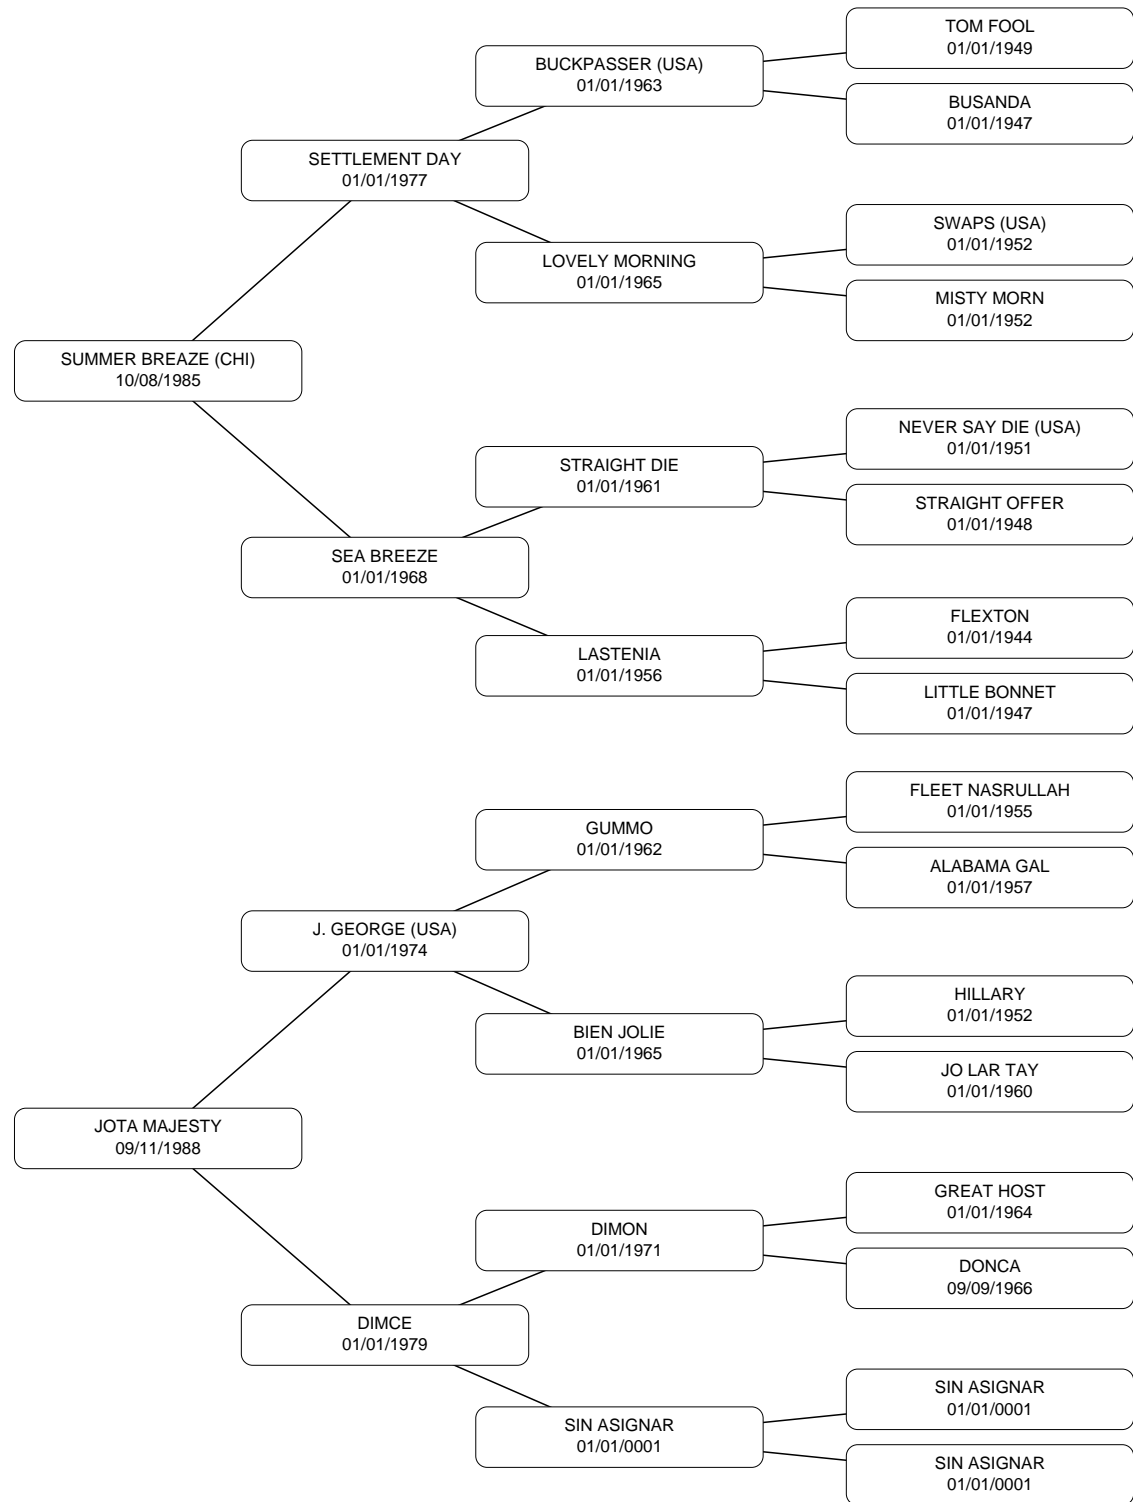 TOM FOOL
01/01/1949
BUCKPASSER (USA)
01/01/1963
BUSANDA
01/01/1947
SETTLEMENT DAY
01/01/1977
SWAPS (USA)
01/01/1952
LOVELY MORNING
01/01/1965
MISTY MORN
01/01/1952
SUMMER BREAZE (CHI)
10/08/1985
NEVER SAY DIE (USA)
01/01/1951
STRAIGHT DIE
01/01/1961
STRAIGHT OFFER
01/01/1948
SEA BREEZE
01/01/1968
FLEXTON
01/01/1944
LASTENIA
01/01/1956
LITTLE BONNET
01/01/1947
FLEET NASRULLAH
01/01/1955
GUMMO
01/01/1962
ALABAMA GAL
01/01/1957
J. GEORGE (USA)
01/01/1974
HILLARY
01/01/1952
BIEN JOLIE
01/01/1965
JO LAR TAY
01/01/1960
JOTA MAJESTY
09/11/1988
GREAT HOST
01/01/1964
DIMON
01/01/1971
DONCA
09/09/1966
DIMCE
01/01/1979
SIN ASIGNAR
01/01/0001
SIN ASIGNAR
01/01/0001
SIN ASIGNAR
01/01/0001